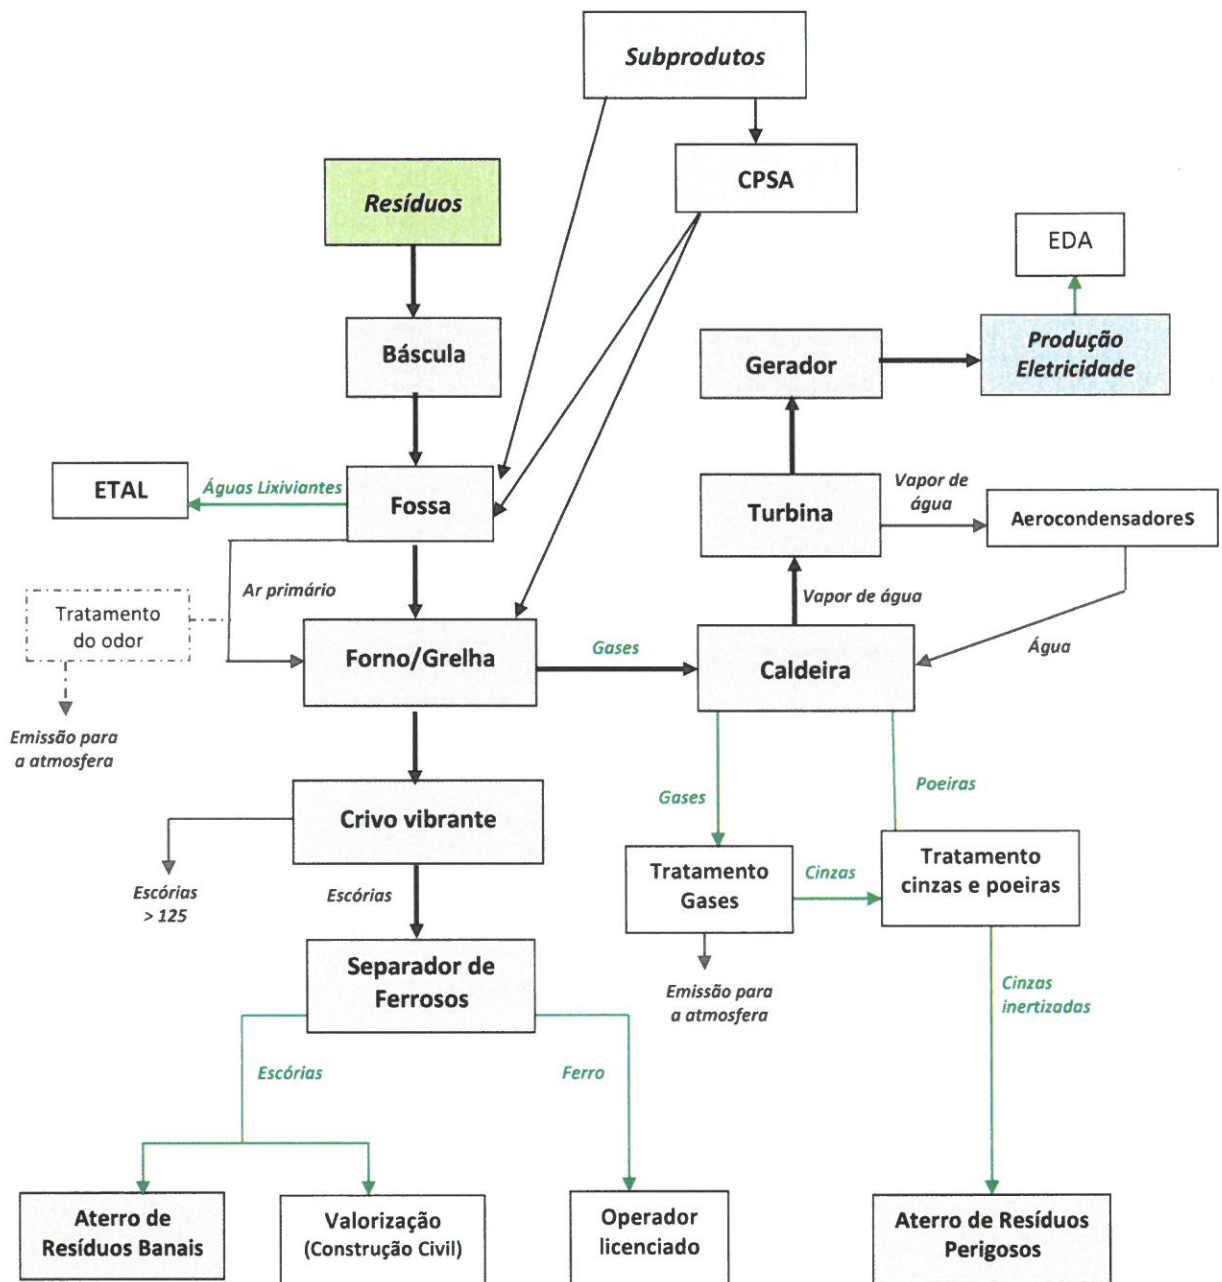 Subprodutos
CPSA
Resíduos
EDA
Báscula
Gerador
Produção
Eletricidade
ETAL
Águas Lixiviantes
Fossa
Turbina
Vapor de
água
Aerocondensadores
Ar primário
Vapor de água
Tratamento
do odor
Forno/Grelha
Gases
Caldeira
Água
Emissão para
a atmosfera
Crivo vibrante
Gases
Poeiras
Escórias
> 125
Escórias
Tratamento
Gases
Cinzas
Tratamento
cinzas e poeiras
Separador de
Ferrosos
Emissão para
a atmosfera
Cinzas
inertizadas
Escórias
Ferro
Aterro de
Resíduos Banais
Valorização
(Construção Civil)
Operador
licenciado
Aterro de Resíduos
Perigosos